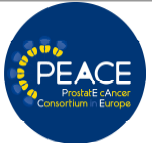 PEACE
ProstatE cAncer
Consortium in Europe